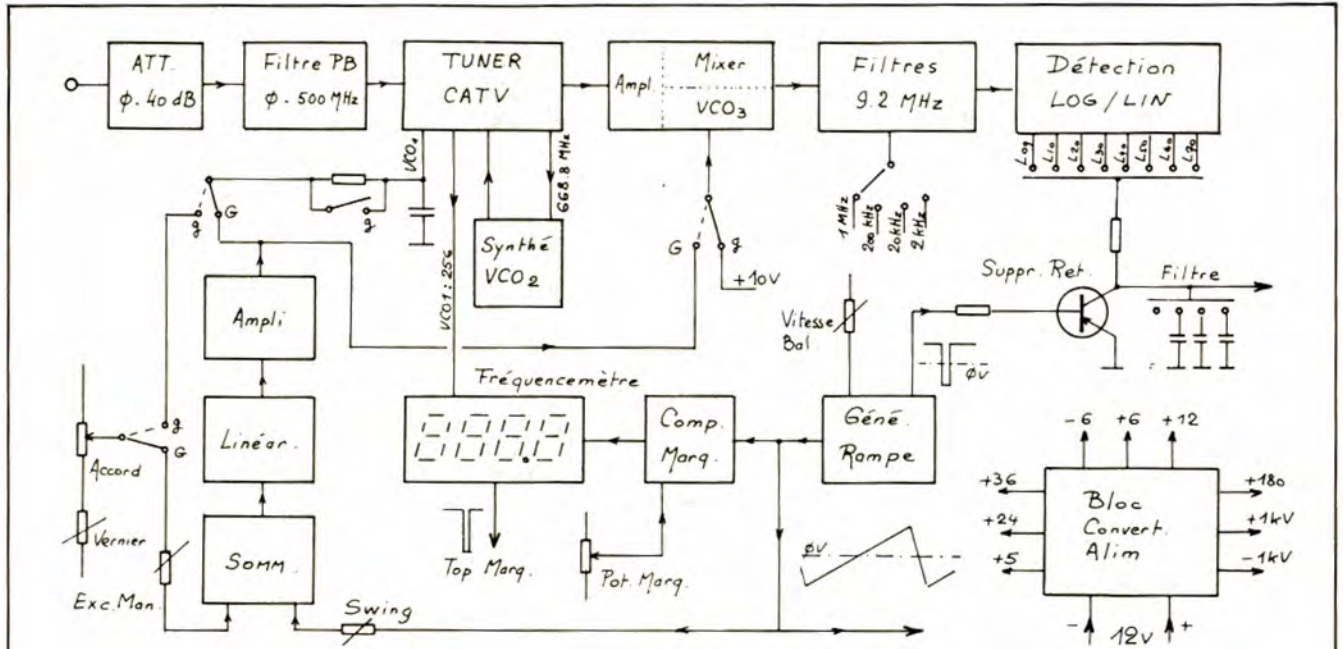 ATT.
φ. 40 dB
Filtre PB
φ. 500 MHz
TUNER
CATV
Ampl.
Mixer
VCO3
Filtres
9.2 MHz
Détection
LOG / LIN
Log
L10
L20
L30
L40
L50
L60
L70
VCO1
VCO1:256
668.8 MHz
Synthé
VCO2
g
G
g
G
g
+10V
1 MHz
200 kHz
20 kHz
2 kHz
Suppr. Ret.
Filtre
Vitesse
Bal.
φV
Ampli
Linéar.
Somm.
Accord
Vernier
g
G
Exc. Man.
Swing
Fréquencemètre
888.8
Top Marq.
Comp.
Marq.
Pot. Marq.
Géné.
Rampe
φV
-6
+6
+12
+36
+24
+5
Bloc
Convert.
Alim
+180
+1kV
-1kV
-
12V
+